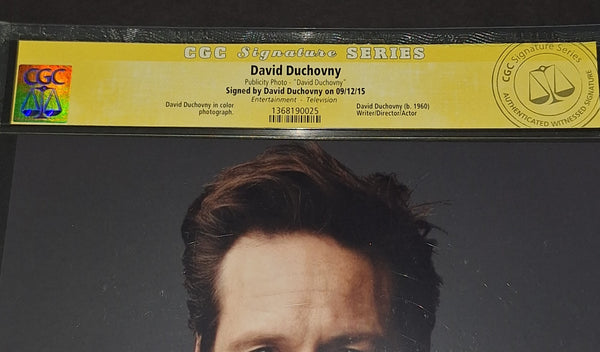 CGC Signature SERIES
CGC
David Duchovny
Publicity Photo - "David Duchovny"
Signed by David Duchovny on 09/12/15
Entertainment - Television
David Duchovny in color
photograph.
1368190025
David Duchovny (b. 1960)
Writer/Director/Actor
CGC Signature Series
AUTHENTICATED WITNESSED SIGNATURE